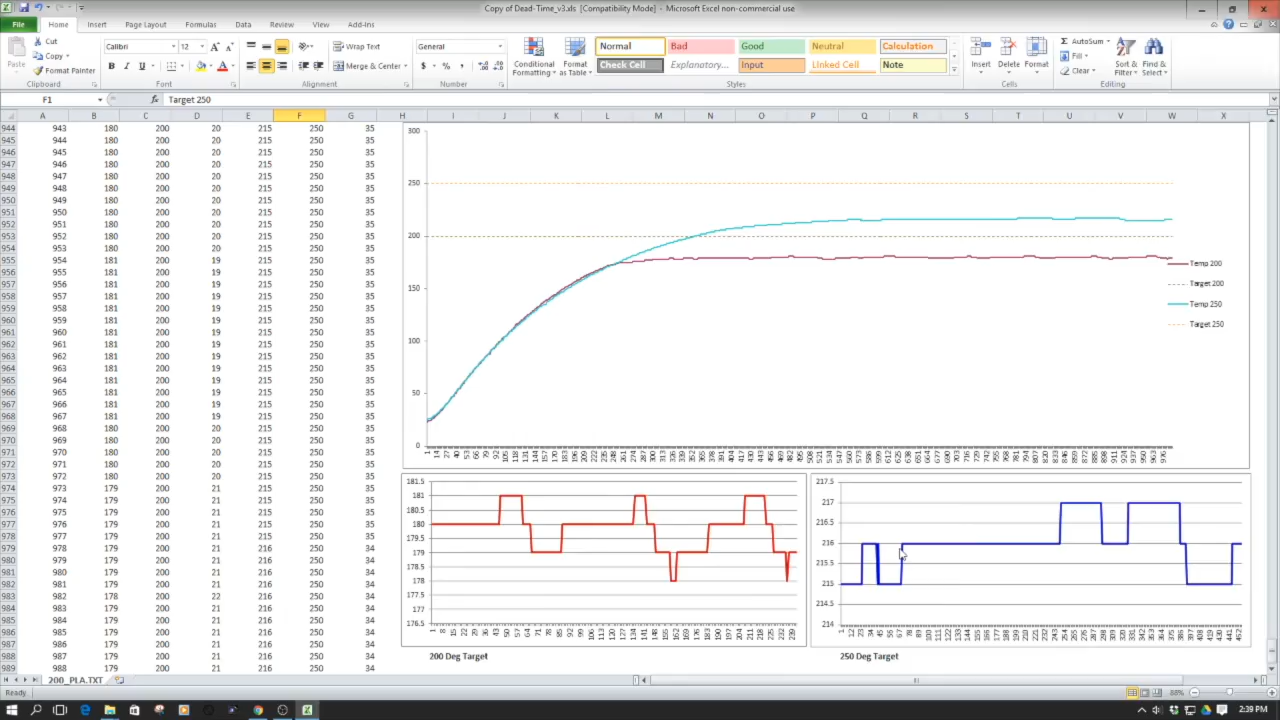 Copy of Dead-Time_v3.xls [Compatibility Mode] - Microsoft Excel non-commercial use
File Home Insert Page Layout Formulas Data Review View Add-Ins
Paste Cut Copy Format Painter Clipboard
Calibri 12 Font
Wrap Text Merge & Center Alignment
General Number
Conditional Formatting Format as Table
Normal Bad Good Neutral Calculation
Check Cell Explanatory... Input Linked Cell Note
Styles
Insert Delete Format Cells
AutoSum Fill Clear Sort & Filter Find & Select Editing
F1 fx Target 250
A B C D E F G H I J K L M N O P Q R S T U V W X
944 943 180 200 20 215 250 35
945 944 180 200 20 215 250 35
946 945 180 200 20 215 250 35
947 946 180 200 20 215 250 35
948 947 180 200 20 215 250 35
949 948 180 200 20 215 250 35
950 949 180 200 20 215 250 35
951 950 180 200 20 215 250 35
952 951 180 200 20 215 250 35
953 952 180 200 20 215 250 35
954 953 180 200 20 215 250 35
955 954 181 200 19 215 250 35
956 955 181 200 19 215 250 35
957 956 181 200 19 215 250 35
958 957 181 200 19 215 250 35
959 958 181 200 19 215 250 35
960 959 181 200 19 215 250 35
961 960 181 200 19 215 250 35
962 961 181 200 19 215 250 35
963 962 181 200 19 215 250 35
964 963 181 200 19 215 250 35
965 964 181 200 19 215 250 35
966 965 181 200 19 215 250 35
967 966 181 200 19 215 250 35
968 967 181 200 19 215 250 35
969 968 180 200 20 215 250 35
970 969 180 200 20 215 250 35
971 970 180 200 20 215 250 35
972 971 180 200 20 215 250 35
973 972 180 200 20 215 250 35
974 973 179 200 21 215 250 35
975 974 179 200 21 215 250 35
976 975 179 200 21 215 250 35
977 976 179 200 21 215 250 35
978 977 179 200 21 216 250 34
979 978 179 200 21 216 250 34
980 979 179 200 21 216 250 34
981 980 179 200 21 216 250 34
982 981 179 200 21 216 250 34
983 982 178 200 22 216 250 34
984 983 179 200 21 216 250 34
985 984 179 200 21 216 250 34
986 985 179 200 21 216 250 34
987 986 179 200 21 216 250 34
988 987 179 200 21 216 250 34
989 988 179 200 21 216 250 34
300
250
200
150
100
50
0
Temp 200
Target 200
Temp 250
Target 250
181.5
181
180.5
180
179.5
179
178.5
178
177.5
177
176.5
200 Deg Target
217.5
217
216.5
216
215.5
215
214.5
214
250 Deg Target
200_PLA.TXT
Ready 88%
2:39 PM